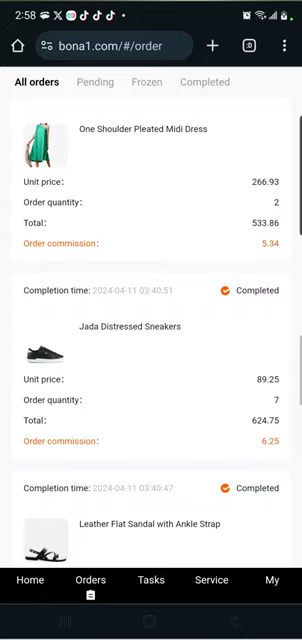 2:58
bona1.com/#/order
All orders Pending Frozen Completed
One Shoulder Pleated Midi Dress
Unit price: 266.93
Order quantity: 2
Total: 533.86
Order commission: 5.34
Completion time: 2024-04-11 03:40:51 Completed
Jada Distressed Sneakers
Unit price: 89.25
Order quantity: 7
Total: 624.75
Order commission: 6.25
Completion time: 2024-04-11 03:40:47 Completed
Leather Flat Sandal with Ankle Strap
Home Orders Tasks Service My